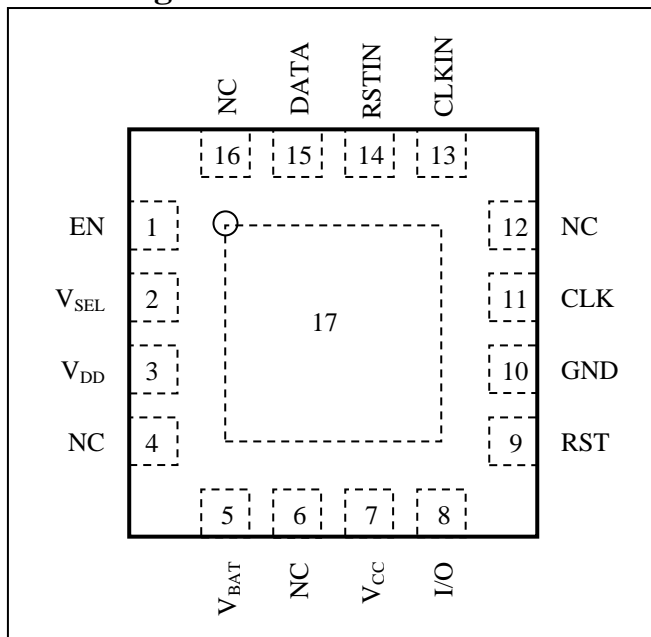 NC DATA RSTIN CLKIN
16 15 14 13
EN 1 12 NC
VSEL 2 11 CLK
17
VDD 3 10 GND
NC 4 9 RST
5 6 7 8
VBAT NC VCC I/O